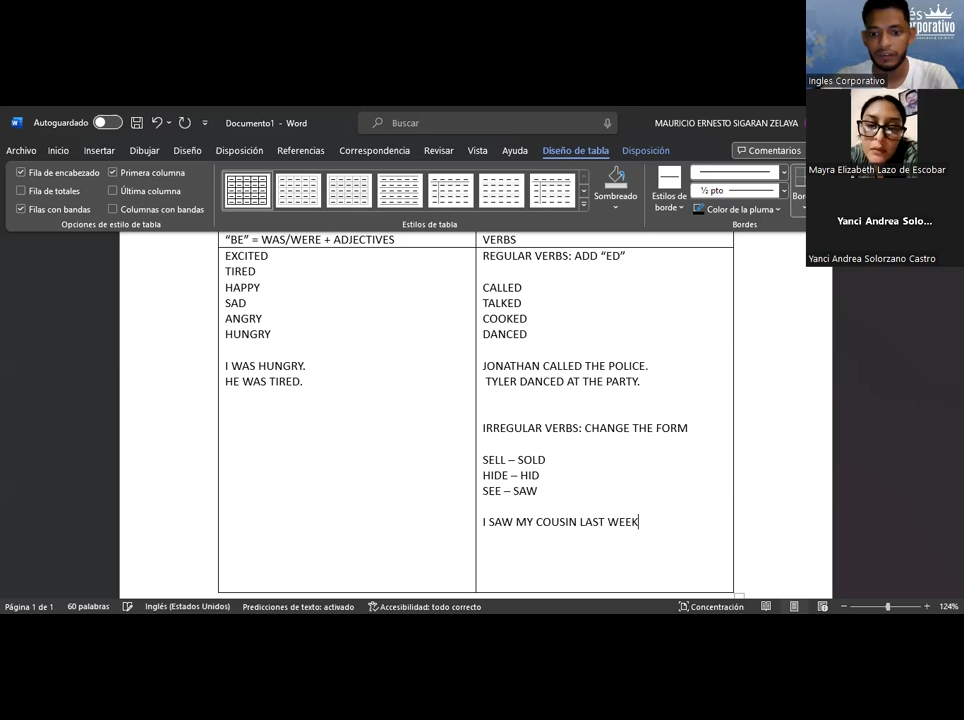 és
corporativo
Ingles Corporativo
Mayra Elizabeth Lazo de Escobar
Yanci Andrea Solo...
Yanci Andrea Solorzano Castro
Autoguardado
Documento1 - Word
Buscar
MAURICIO ERNESTO SIGARAN ZELAYA
Archivo Inicio Insertar Dibujar Diseño Disposición Referencias Correspondencia Revisar Vista Ayuda Diseño de tabla Disposición Comentarios
Fila de encabezado Primera columna
Fila de totales Última columna
Filas con bandas Columnas con bandas
Opciones de estilo de tabla
Estilos de tabla
Sombreado
Estilos de borde
½ pto
Color de la pluma
Bordes
“BE” = WAS/WERE + ADJECTIVES
EXCITED
TIRED
HAPPY
SAD
ANGRY
HUNGRY
I WAS HUNGRY.
HE WAS TIRED.
VERBS
REGULAR VERBS: ADD “ED”
CALLED
TALKED
COOKED
DANCED
JONATHAN CALLED THE POLICE.
TYLER DANCED AT THE PARTY.
IRREGULAR VERBS: CHANGE THE FORM
SELL – SOLD
HIDE – HID
SEE – SAW
I SAW MY COUSIN LAST WEEK
Página 1 de 1 60 palabras Inglés (Estados Unidos) Predicciones de texto: activado Accesibilidad: todo correcto Concentración 124%